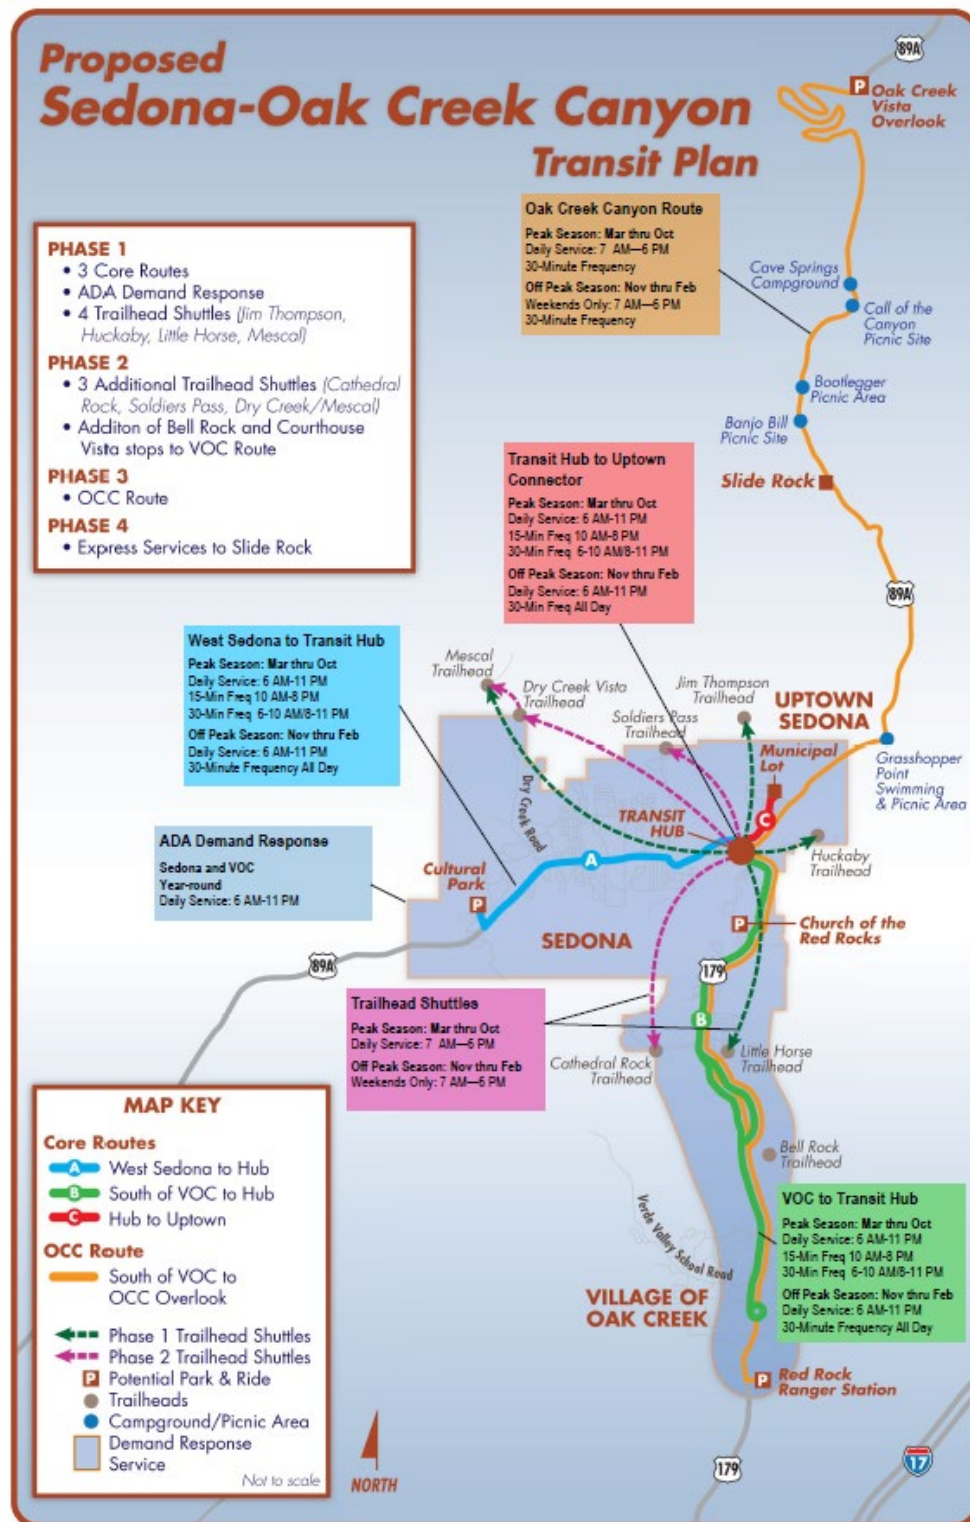 Proposed
Sedona-Oak Creek Canyon
Transit Plan
89A
P
Oak Creek
Vista
Overlook
PHASE 1
• 3 Core Routes
• ADA Demand Response
• 4 Trailhead Shuttles (Jim Thompson,
Huckaby, Little Horse, Mescal)
PHASE 2
• 3 Additional Trailhead Shuttles (Cathedral
Rock, Soldiers Pass, Dry Creek/Mescal)
• Additon of Bell Rock and Courthouse
Vista stops to VOC Route
PHASE 3
• OCC Route
PHASE 4
• Express Services to Slide Rock
Oak Creek Canyon Route
Peak Season: Mar thru Oct
Daily Service: 7 AM—6 PM
30-Minute Frequency
Off Peak Season: Nov thru Feb
Weekends Only: 7 AM—6 PM
30-Minute Frequency
Cave Springs
Campground
Call of the
Canyon
Picnic Site
Bootlegger
Picnic Area
Banjo Bill
Picnic Site
Slide Rock
89A
Transit Hub to Uptown
Connector
Peak Season: Mar thru Oct
Daily Service: 6 AM-11 PM
15-Min Freq 10 AM-8 PM
30-Min Freq 6-10 AM/8-11 PM
Off Peak Season: Nov thru Feb
Daily Service: 6 AM-11 PM
30-Min Freq All Day
West Sedona to Transit Hub
Peak Season: Mar thru Oct
Daily Service: 6 AM-11 PM
15-Min Freq 10 AM-8 PM
30-Min Freq 6-10 AM/8-11 PM
Off Peak Season: Nov thru Feb
Daily Service: 6 AM-11 PM
30-Minute Frequency All Day
Mescal
Trailhead
Dry Creek Vista
Trailhead
Soldiers Pass
Trailhead
Jim Thompson
Trailhead
UPTOWN
SEDONA
Municipal
Lot
Grasshopper
Point
Swimming
& Picnic Area
Dry Creek Road
TRANSIT
HUB
C
A
Huckaby
Trailhead
ADA Demand Response
Sedona and VOC
Year-round
Daily Service: 6 AM-11 PM
Cultural
Park
P
SEDONA
P
Church of the
Red Rocks
89A
179
B
Trailhead Shuttles
Peak Season: Mar thru Oct
Daily Service: 7 AM—6 PM
Off Peak Season: Nov thru Feb
Weekends Only: 7 AM—6 PM
Cathedral Rock
Trailhead
Little Horse
Trailhead
Bell Rock
Trailhead
Verde Valley School Road
VOC to Transit Hub
Peak Season: Mar thru Oct
Daily Service: 6 AM-11 PM
15-Min Freq 10 AM-8 PM
30-Min Freq 6-10 AM/8-11 PM
Off Peak Season: Nov thru Feb
Daily Service: 6 AM-11 PM
30-Minute Frequency All Day
VILLAGE OF
OAK CREEK
P
Red Rock
Ranger Station
179
17
MAP KEY
Core Routes
A West Sedona to Hub
B South of VOC to Hub
C Hub to Uptown
OCC Route
South of VOC to
OCC Overlook
Phase 1 Trailhead Shuttles
Phase 2 Trailhead Shuttles
P Potential Park & Ride
Trailheads
Campground/Picnic Area
Demand Response
Service
Not to scale
NORTH